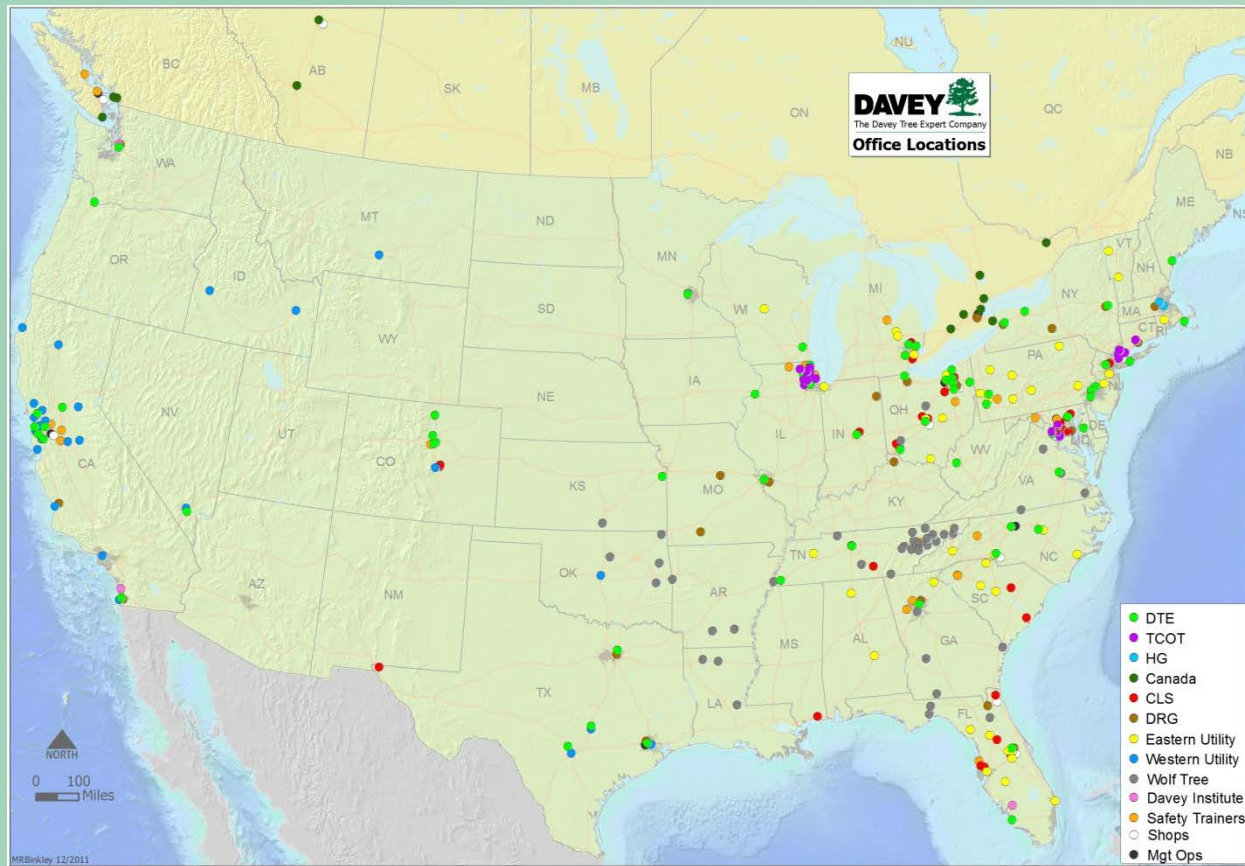 NU
BC
AB
SK
MB
ON
QC
DAVEY
The Davey Tree Expert Company
Office Locations
NB
NS
WA
MT
ND
MN
ME
OR
ID
SD
WI
MI
VT
NH
NY
MA
CT
RI
WY
IA
NE
PA
NJ
NV
UT
CO
IL
IN
OH
WV
MD
DE
CA
KS
MO
KY
VA
AZ
NM
OK
AR
TN
NC
SC
MS
AL
GA
TX
LA
FL
NORTH
0 100
Miles
DTE
TCOT
HG
Canada
CLS
DRG
Eastern Utility
Western Utility
Wolf Tree
Davey Institute
Safety Trainers
Shops
Mgt Ops
MRBinkley 12/2011